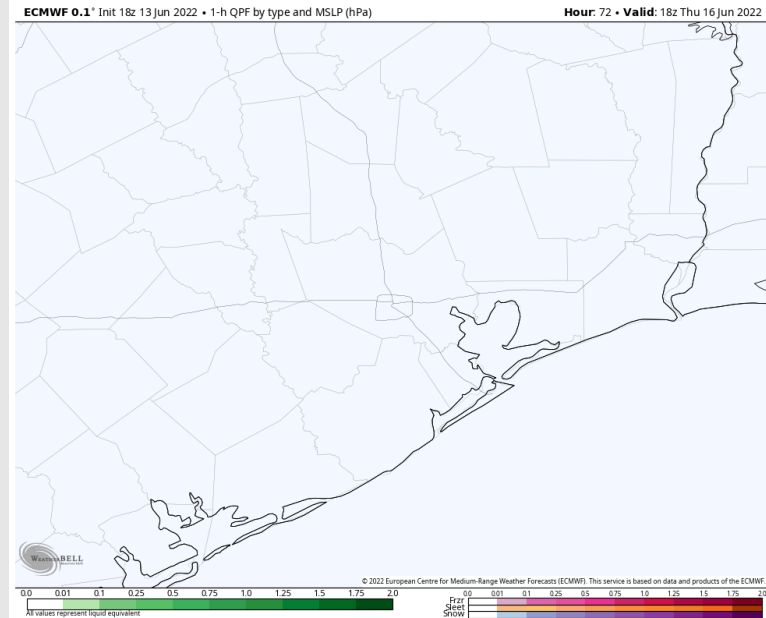 ECMWF 0.1° Init 18z 13 Jun 2022 • 1-h QPF by type and MSLP (hPa) Hour: 72 • Valid: 18z Thu 16 Jun 2022
WEATHERBELL
© 2022 European Centre for Medium-Range Weather Forecasts (ECMWF). This service is based on data and products of the ECMWF.
0.0 0.01 0.1 0.25 0.5 0.75 1.0 1.25 1.5 1.75 2.0
All values represent liquid equivalent
0.0 0.01 0.1 0.25 0.5 0.75 1.0 1.25 1.5 1.75 2.0
Frzr
Sleet
Snow